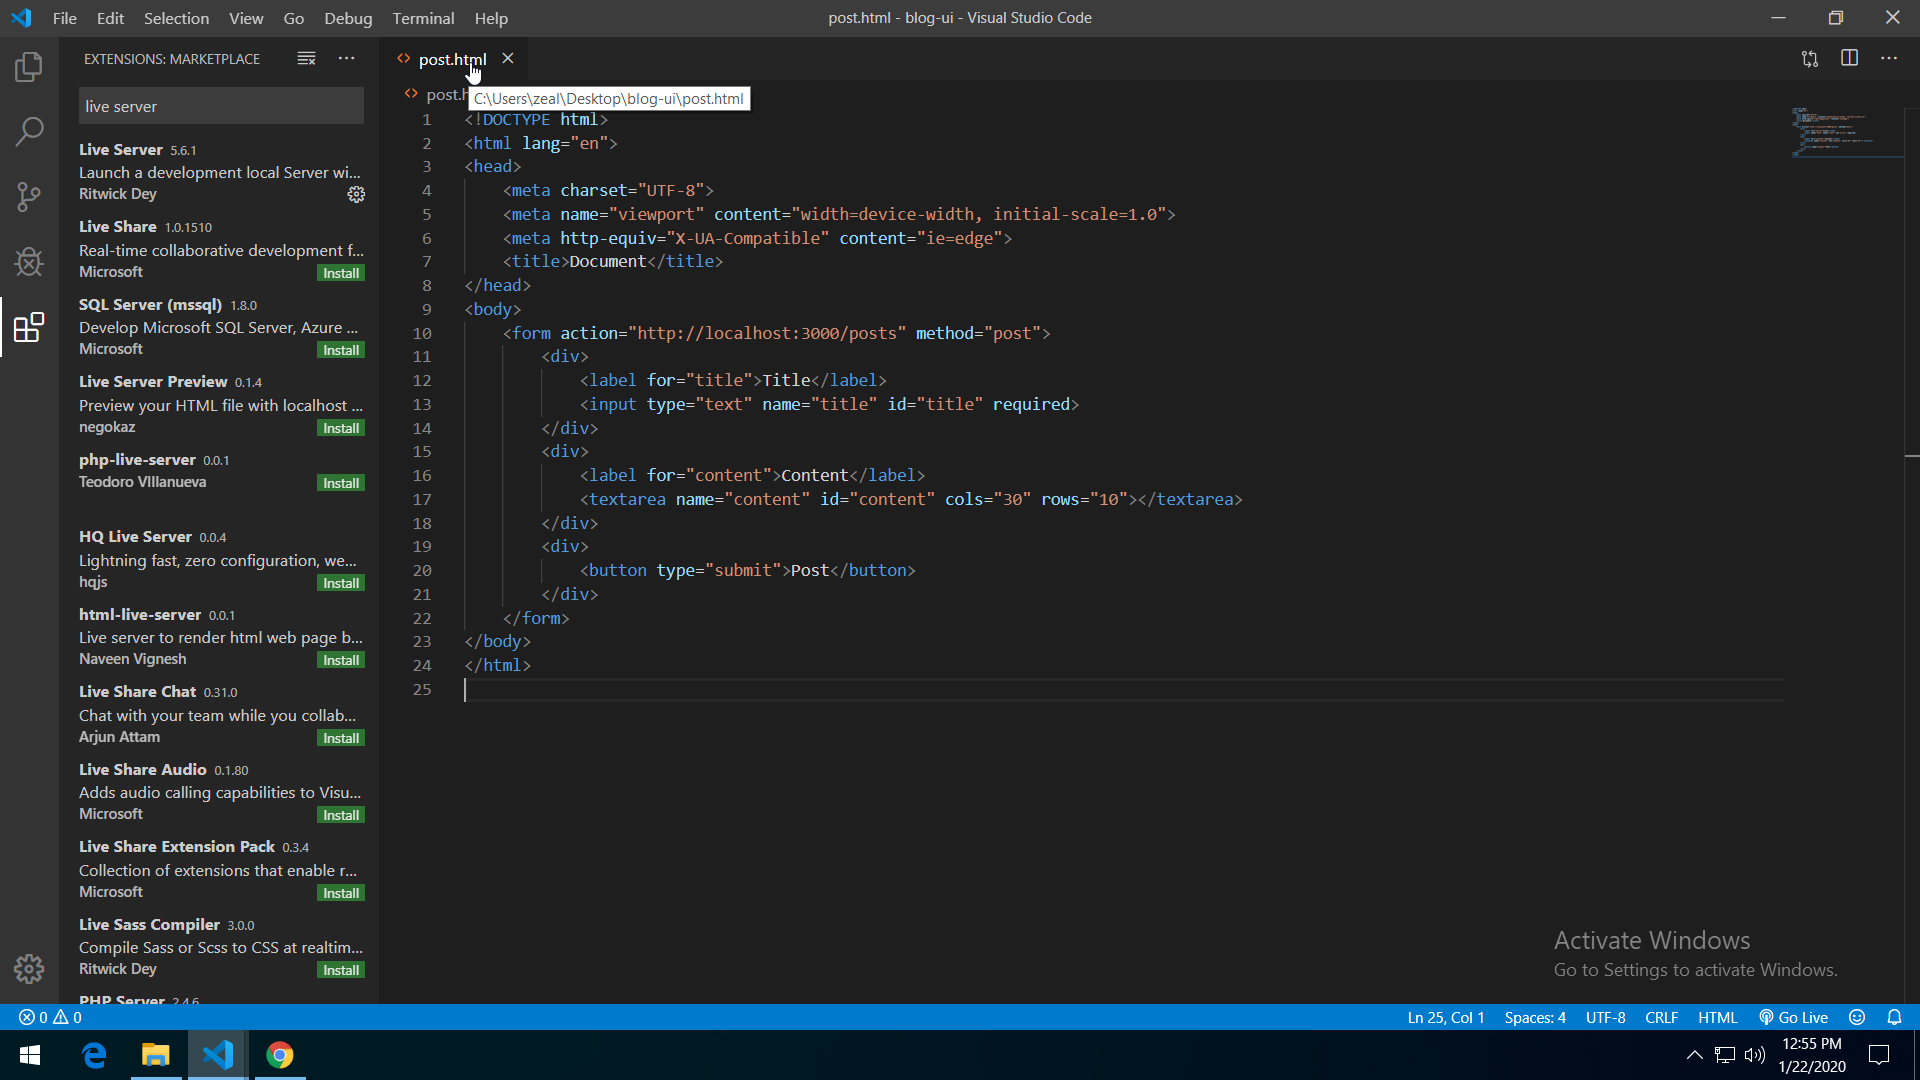 File Edit Selection View Go Debug Terminal Help
post.html - blog-ui - Visual Studio Code
EXTENSIONS: MARKETPLACE
live server
Live Server 5.6.1
Launch a development local Server wi...
Ritwick Dey
Live Share 1.0.1510
Real-time collaborative development f...
Microsoft Install
SQL Server (mssql) 1.8.0
Develop Microsoft SQL Server, Azure ...
Microsoft Install
Live Server Preview 0.1.4
Preview your HTML file with localhost ...
negokaz Install
php-live-server 0.0.1
Teodoro VIllanueva Install
HQ Live Server 0.0.4
Lightning fast, zero configuration, we...
hqjs Install
html-live-server 0.0.1
Live server to render html web page b...
Naveen Vignesh Install
Live Share Chat 0.31.0
Chat with your team while you collab...
Arjun Attam Install
Live Share Audio 0.1.80
Adds audio calling capabilities to Visu...
Microsoft Install
Live Share Extension Pack 0.3.4
Collection of extensions that enable r...
Microsoft Install
Live Sass Compiler 3.0.0
Compile Sass or Scss to CSS at realtim...
Ritwick Dey Install
PHP Server 2.4.6
post.html
post.h
C:\Users\zeal\Desktop\blog-ui\post.html
1 <!DOCTYPE html>
2 <html lang="en">
3 <head>
4     <meta charset="UTF-8">
5     <meta name="viewport" content="width=device-width, initial-scale=1.0">
6     <meta http-equiv="X-UA-Compatible" content="ie=edge">
7     <title>Document</title>
8 </head>
9 <body>
10     <form action="http://localhost:3000/posts" method="post">
11         <div>
12             <label for="title">Title</label>
13             <input type="text" name="title" id="title" required>
14         </div>
15         <div>
16             <label for="content">Content</label>
17             <textarea name="content" id="content" cols="30" rows="10"></textarea>
18         </div>
19         <div>
20             <button type="submit">Post</button>
21         </div>
22     </form>
23 </body>
24 </html>
25
Activate Windows
Go to Settings to activate Windows.
0 0
Ln 25, Col 1 Spaces: 4 UTF-8 CRLF HTML Go Live
12:55 PM
1/22/2020